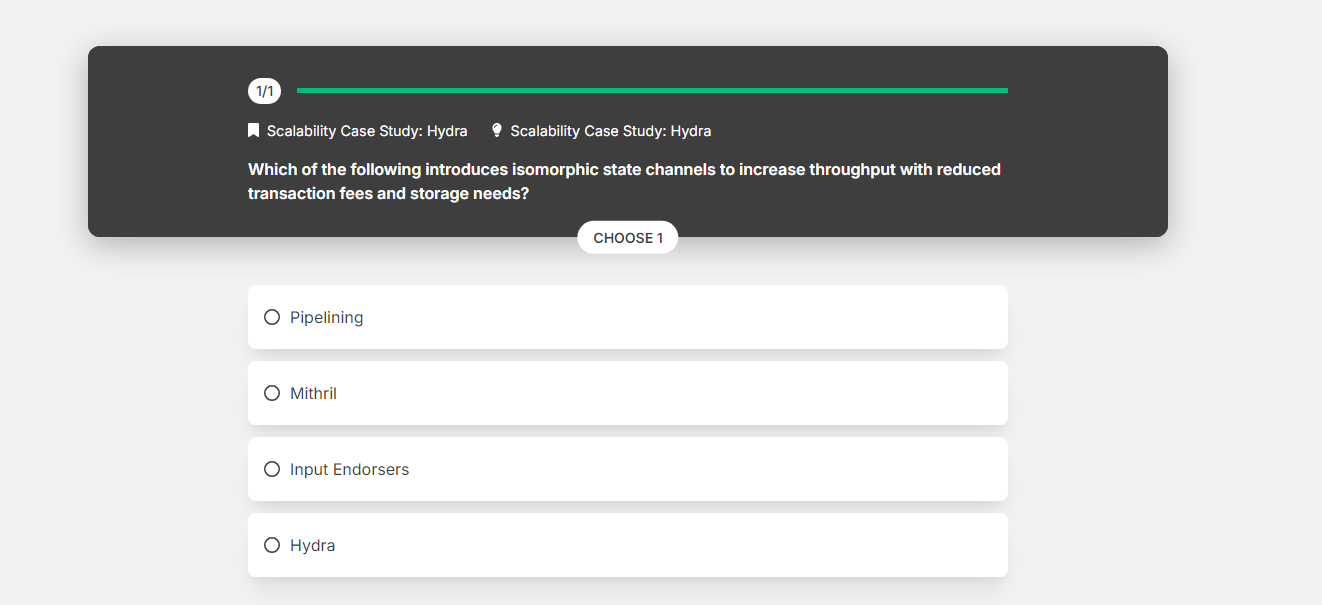 1/1
Scalability Case Study: Hydra Scalability Case Study: Hydra
Which of the following introduces isomorphic state channels to increase throughput with reduced
transaction fees and storage needs?
CHOOSE 1
Pipelining
Mithril
Input Endorsers
Hydra